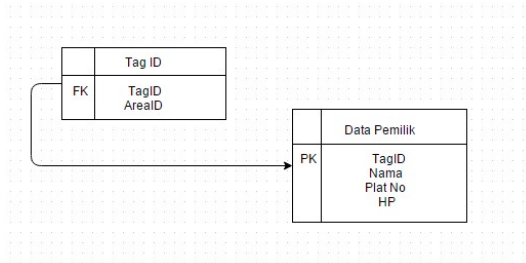 Tag ID
FK TagID
AreaID
Data Pemilik
PK TagID
Nama
Plat No
HP